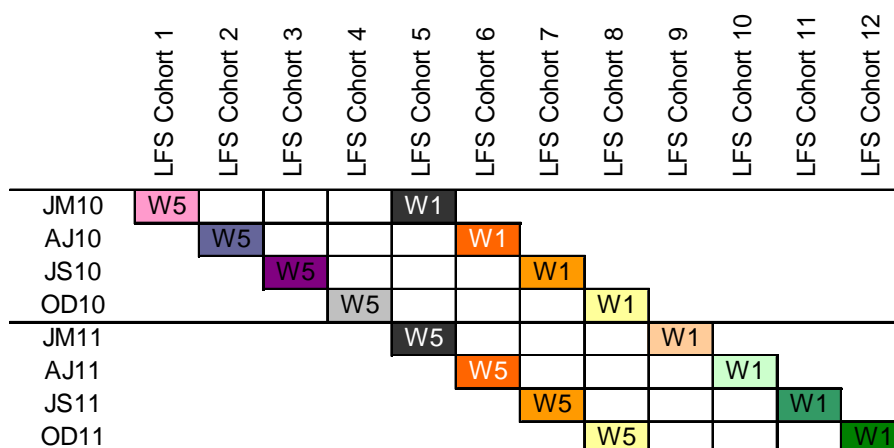 LFS Cohort 1
LFS Cohort 2
LFS Cohort 3
LFS Cohort 4
LFS Cohort 5
LFS Cohort 6
LFS Cohort 7
LFS Cohort 8
LFS Cohort 9
LFS Cohort 10
LFS Cohort 11
LFS Cohort 12
JM10 W5 W1
AJ10 W5 W1
JS10 W5 W1
OD10 W5 W1
JM11 W5 W1
AJ11 W5 W1
JS11 W5 W1
OD11 W5 W1